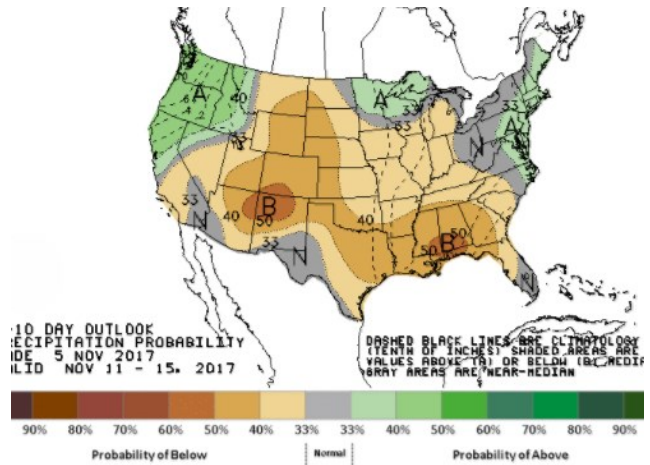 A
40
33
A
33
33
A
N
33
N
40
B
50
33
N
40
50
B
50
N
10 DAY OUTLOOK
RECIPITATION PROBABILITY
DE 5 NOV 2017
LID NOV 11 - 15, 2017
DASHED BLACK LINES ARE CLIMATOLOGY
(TENTH OF INCHES) SHADED AREAS ARE
VALUES ABOVE (A) OR BELOW (B) MEDIA
GRAY AREAS ARE NEAR-MEDIAN
90% 80% 70% 60% 50% 40% 33% 33% 40% 50% 60% 70% 80% 90%
Probability of Below Normal Probability of Above